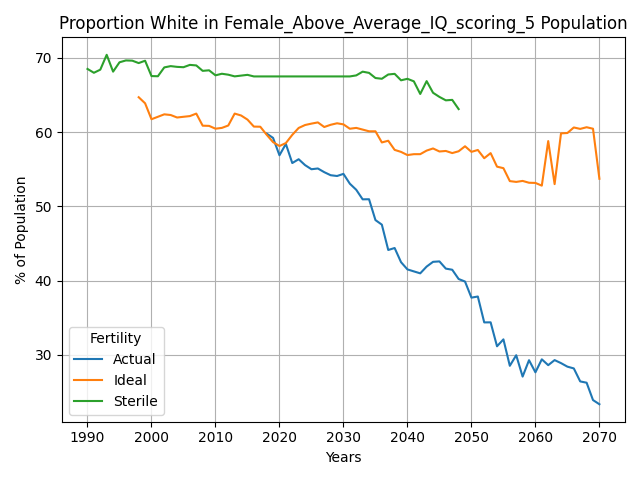 Proportion White in Female_Above_Average_IQ_scoring_5 Population
% of Population
70
60
50
40
30
Fertility
Actual
Ideal
Sterile
1990 2000 2010 2020 2030 2040 2050 2060 2070
Years